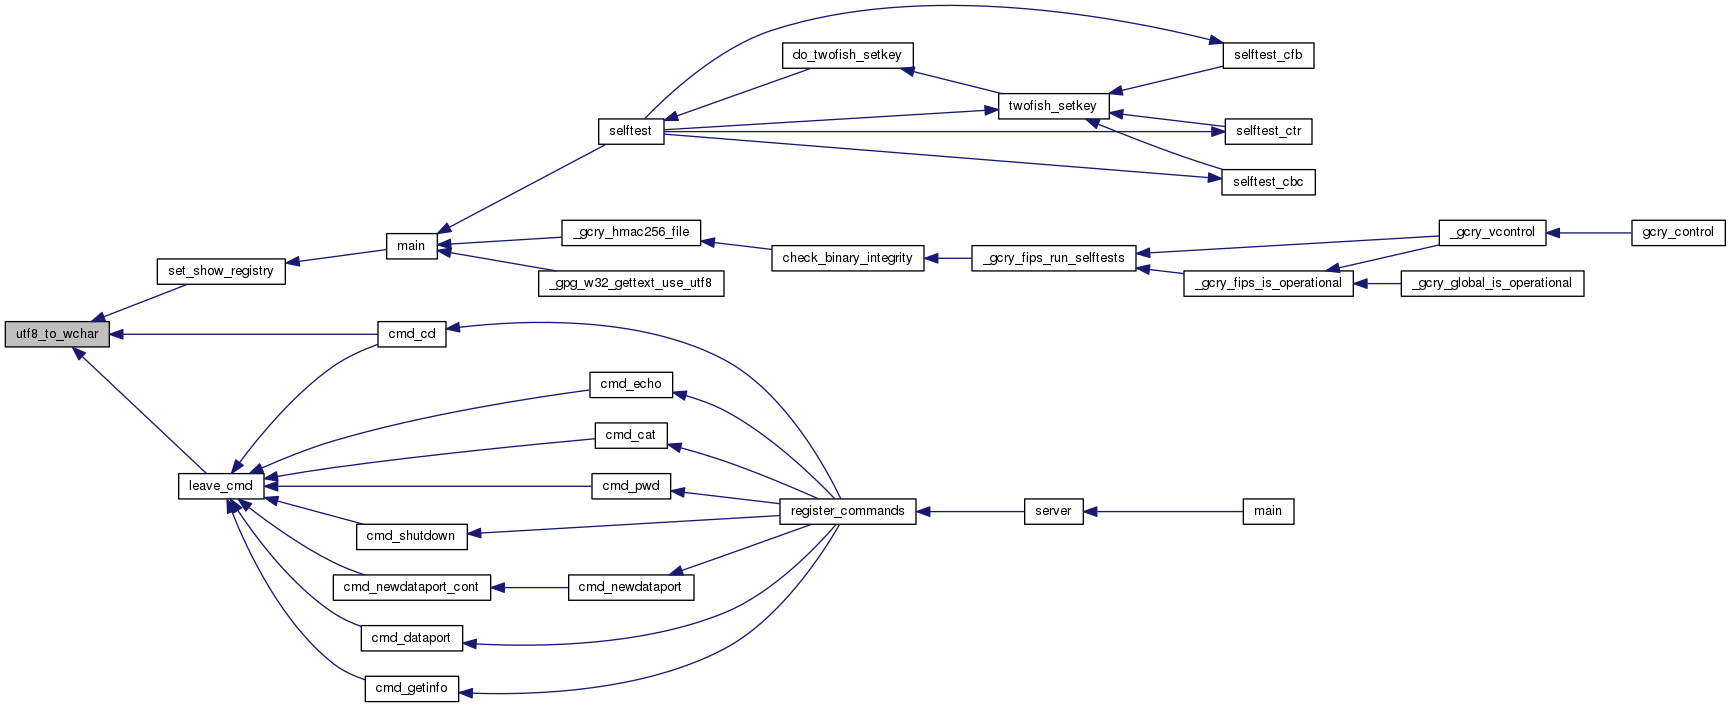 selftest_cfb
do_twofish_setkey
twofish_setkey
selftest
selftest_ctr
selftest_cbc
_gcry_hmac256_file
_gcry_vcontrol
gcry_control
main
check_binary_integrity
_gcry_fips_run_selftests
set_show_registry
_gpg_w32_gettext_use_utf8
_gcry_fips_is_operational
_gcry_global_is_operational
utf8_to_wchar
cmd_cd
cmd_echo
cmd_cat
leave_cmd
cmd_pwd
register_commands
server
main
cmd_shutdown
cmd_newdataport_cont
cmd_newdataport
cmd_dataport
cmd_getinfo